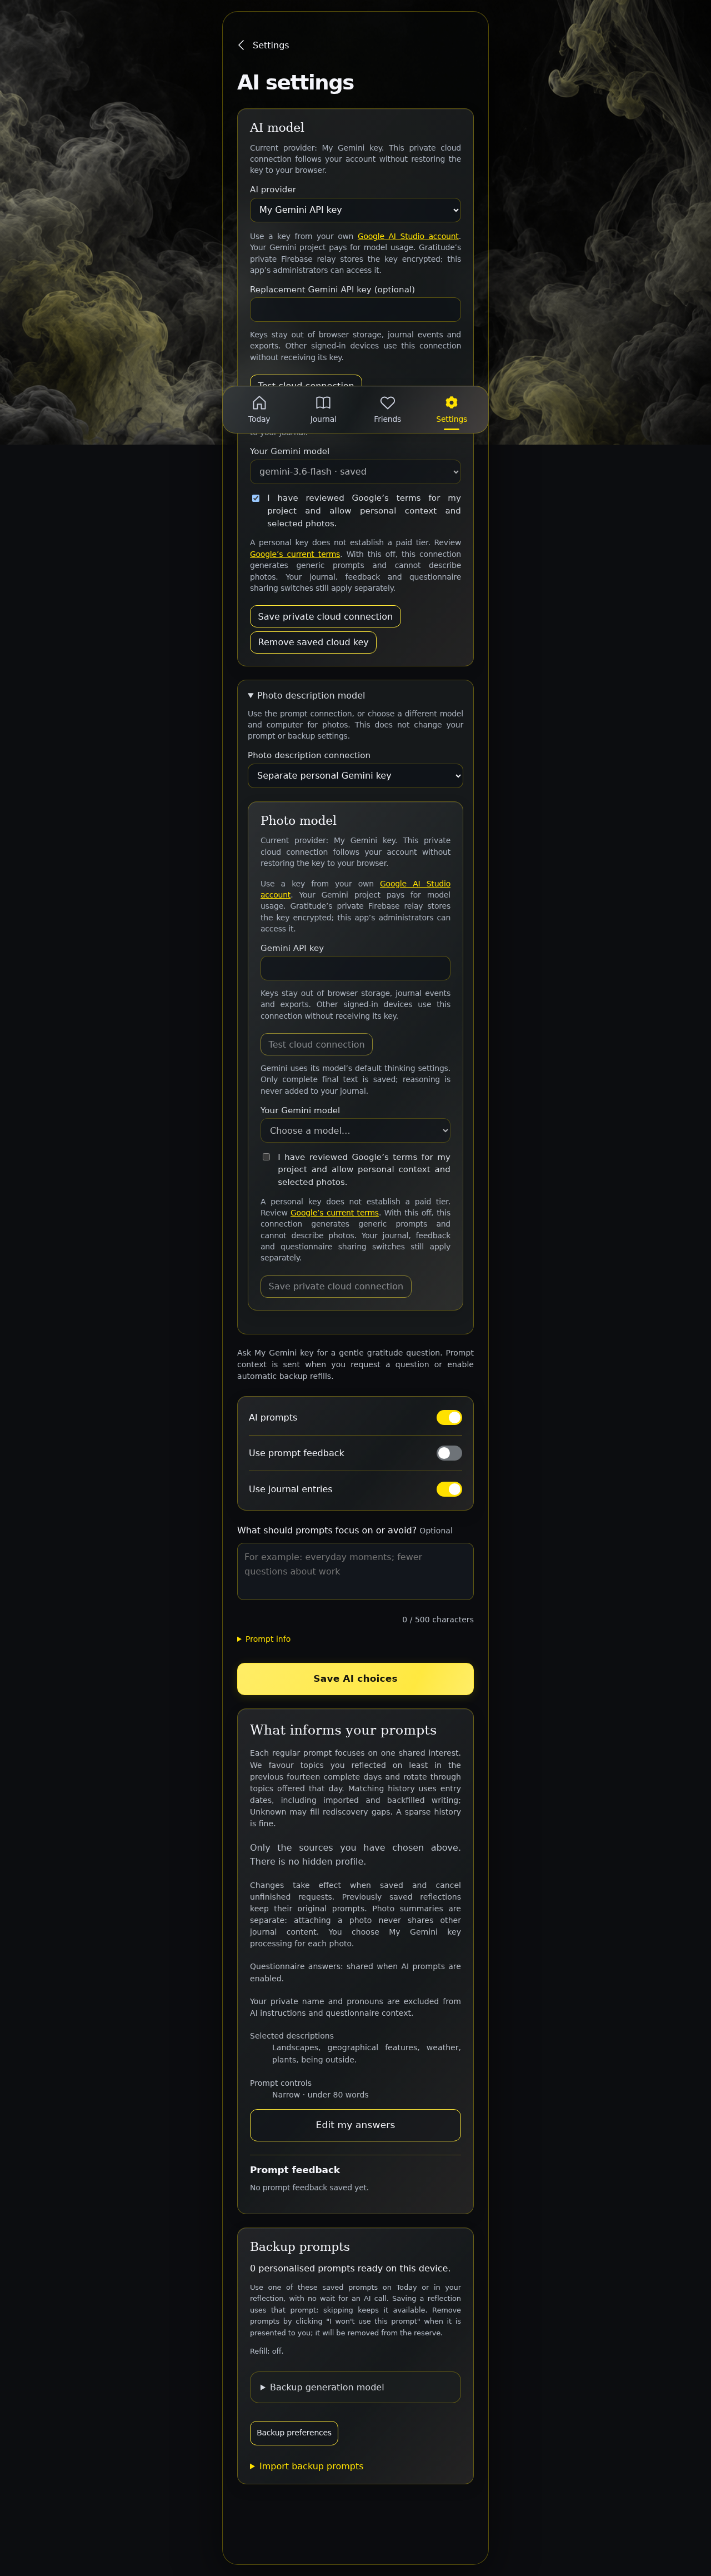 Settings
AI settings
AI model
Current provider: My Gemini key. This private cloud
connection follows your account without restoring the
key to your browser.
AI provider
My Gemini API key
Use a key from your own Google AI Studio account.
Your Gemini project pays for model usage. Gratitude’s
private Firebase relay stores the key encrypted; this
app’s administrators can access it.
Replacement Gemini API key (optional)
Keys stay out of browser storage, journal events and
exports. Other signed-in devices use this connection
without receiving its key.
Test cloud connection
Today
Journal
Friends
Settings
to your journal.
Your Gemini model
gemini-3.6-flash · saved
I have reviewed Google’s terms for my
project and allow personal context and
selected photos.
A personal key does not establish a paid tier. Review
Google’s current terms. With this off, this connection
generates generic prompts and cannot describe
photos. Your journal, feedback and questionnaire
sharing switches still apply separately.
Save private cloud connection
Remove saved cloud key
▼ Photo description model
Use the prompt connection, or choose a different model
and computer for photos. This does not change your
prompt or backup settings.
Photo description connection
Separate personal Gemini key
Photo model
Current provider: My Gemini key. This private
cloud connection follows your account without
restoring the key to your browser.
Use a key from your own Google AI Studio
account. Your Gemini project pays for model
usage. Gratitude’s private Firebase relay stores
the key encrypted; this app’s administrators can
access it.
Gemini API key
Keys stay out of browser storage, journal events
and exports. Other signed-in devices use this
connection without receiving its key.
Test cloud connection
Gemini uses its model’s default thinking settings.
Only complete final text is saved; reasoning is
never added to your journal.
Your Gemini model
Choose a model…
I have reviewed Google’s terms for my
project and allow personal context and
selected photos.
A personal key does not establish a paid tier.
Review Google’s current terms. With this off, this
connection generates generic prompts and
cannot describe photos. Your journal, feedback
and questionnaire sharing switches still apply
separately.
Save private cloud connection
Ask My Gemini key for a gentle gratitude question. Prompt
context is sent when you request a question or enable
automatic backup refills.
AI prompts
Use prompt feedback
Use journal entries
What should prompts focus on or avoid? Optional
For example: everyday moments; fewer
questions about work
0 / 500 characters
▶ Prompt info
Save AI choices
What informs your prompts
Each regular prompt focuses on one shared interest.
We favour topics you reflected on least in the
previous fourteen complete days and rotate through
topics offered that day. Matching history uses entry
dates, including imported and backfilled writing;
Unknown may fill rediscovery gaps. A sparse history
is fine.
Only the sources you have chosen above.
There is no hidden profile.
Changes take effect when saved and cancel
unfinished requests. Previously saved reflections
keep their original prompts. Photo summaries are
separate: attaching a photo never shares other
journal content. You choose My Gemini key
processing for each photo.
Questionnaire answers: shared when AI prompts are
enabled.
Your private name and pronouns are excluded from
AI instructions and questionnaire context.
Selected descriptions
Landscapes, geographical features, weather,
plants, being outside.
Prompt controls
Narrow · under 80 words
Edit my answers
Prompt feedback
No prompt feedback saved yet.
Backup prompts
0 personalised prompts ready on this device.
Use one of these saved prompts on Today or in your
reflection, with no wait for an AI call. Saving a reflection
uses that prompt; skipping keeps it available. Remove
prompts by clicking "I won't use this prompt" when it is
presented to you; it will be removed from the reserve.
Refill: off.
▶ Backup generation model
Backup preferences
▶ Import backup prompts